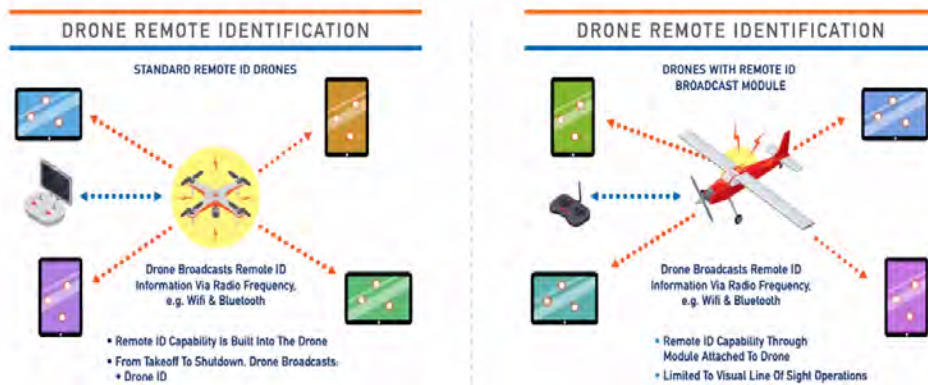 DRONE REMOTE IDENTIFICATION
STANDARD REMOTE ID DRONES
Drone Broadcasts Remote ID
Information Via Radio Frequency,
e.g. Wifi & Bluetooth
• Remote ID Capability Is Built Into The Drone
• From Takeoff To Shutdown, Drone Broadcasts:
• Drone ID
DRONE REMOTE IDENTIFICATION
DRONES WITH REMOTE ID
BROADCAST MODULE
Drone Broadcasts Remote ID
Information Via Radio Frequency,
e.g. Wifi & Bluetooth
• Remote ID Capability Through
Module Attached To Drone
• Limited To Visual Line Of Sight Operations